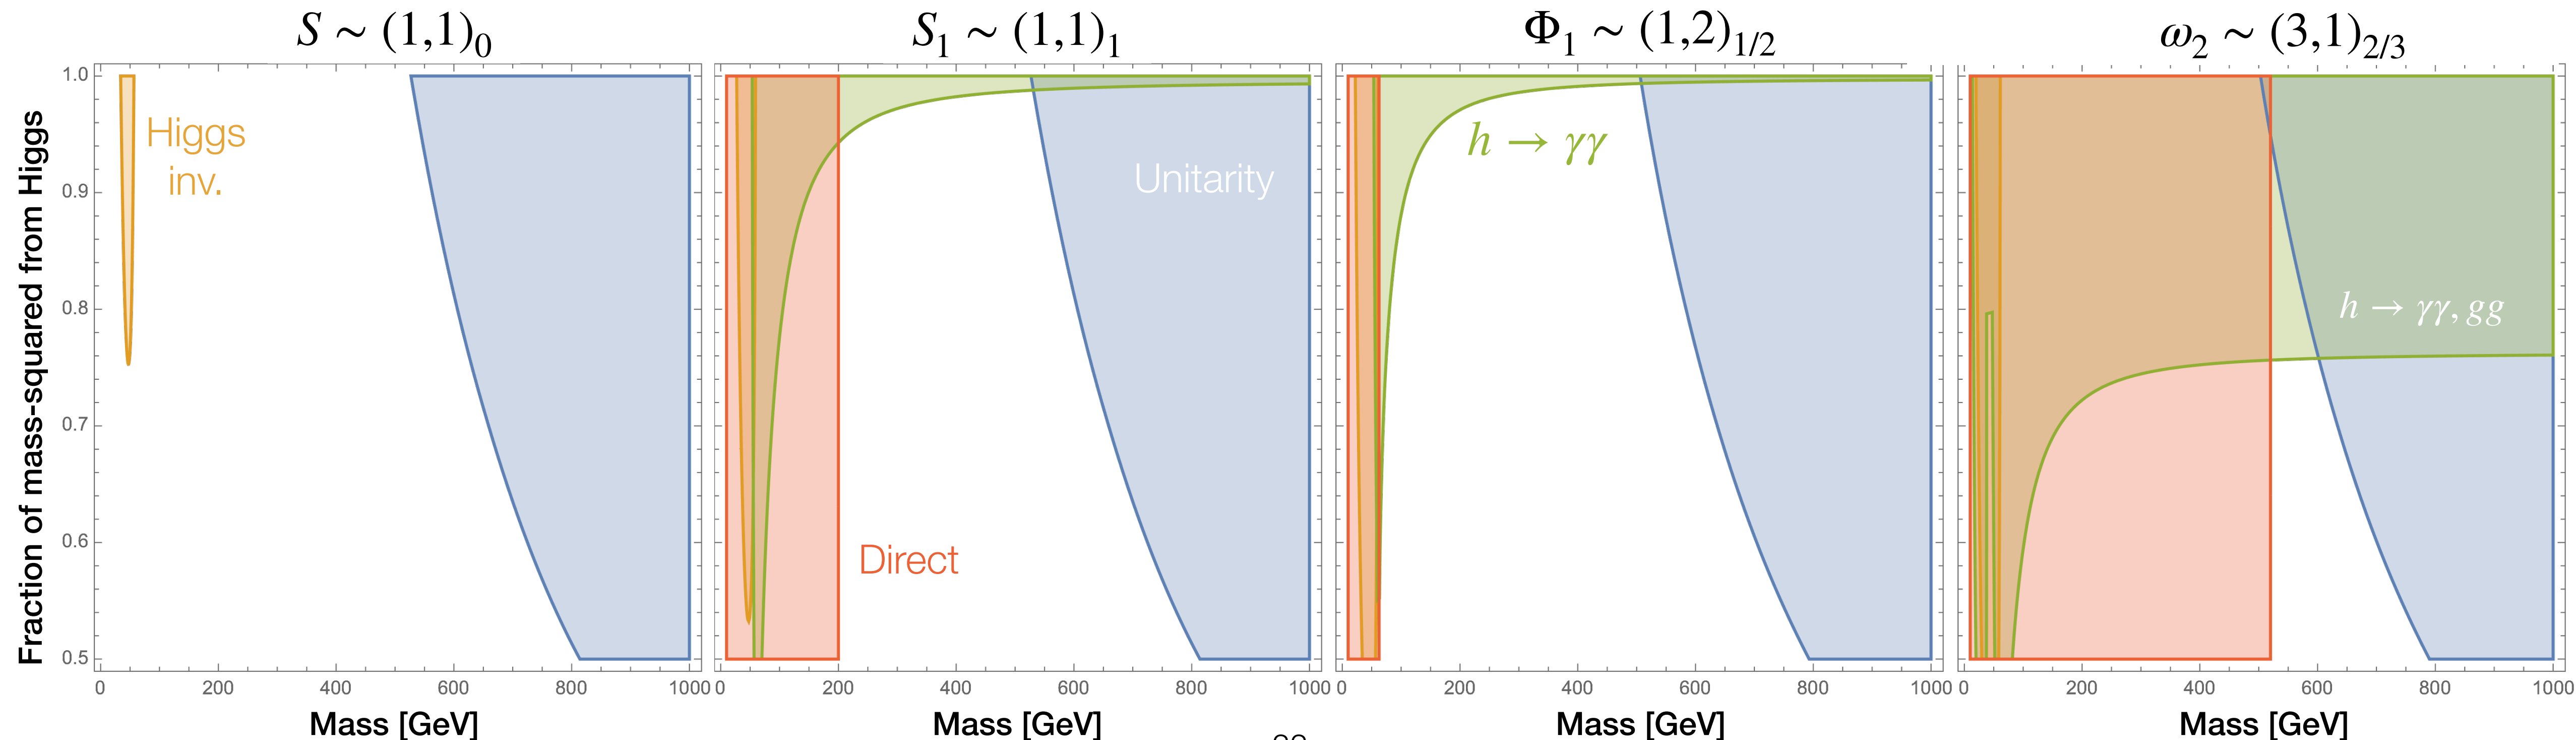 S ∼ (1,1)₀
S₁ ∼ (1,1)₁
Φ₁ ∼ (1,2)₁/₂
ω₂ ∼ (3,1)₂/₃
Fraction of mass-squared from Higgs
1.0
0.9
0.8
0.7
0.6
0.5
Higgs
inv.
Direct
Unitarity
h → γγ
h → γγ, gg
0 200 400 600 800 1000
0 200 400 600 800 1000
0 200 400 600 800 1000
0 200 400 600 800 1000
Mass [GeV]
Mass [GeV]
Mass [GeV]
Mass [GeV]